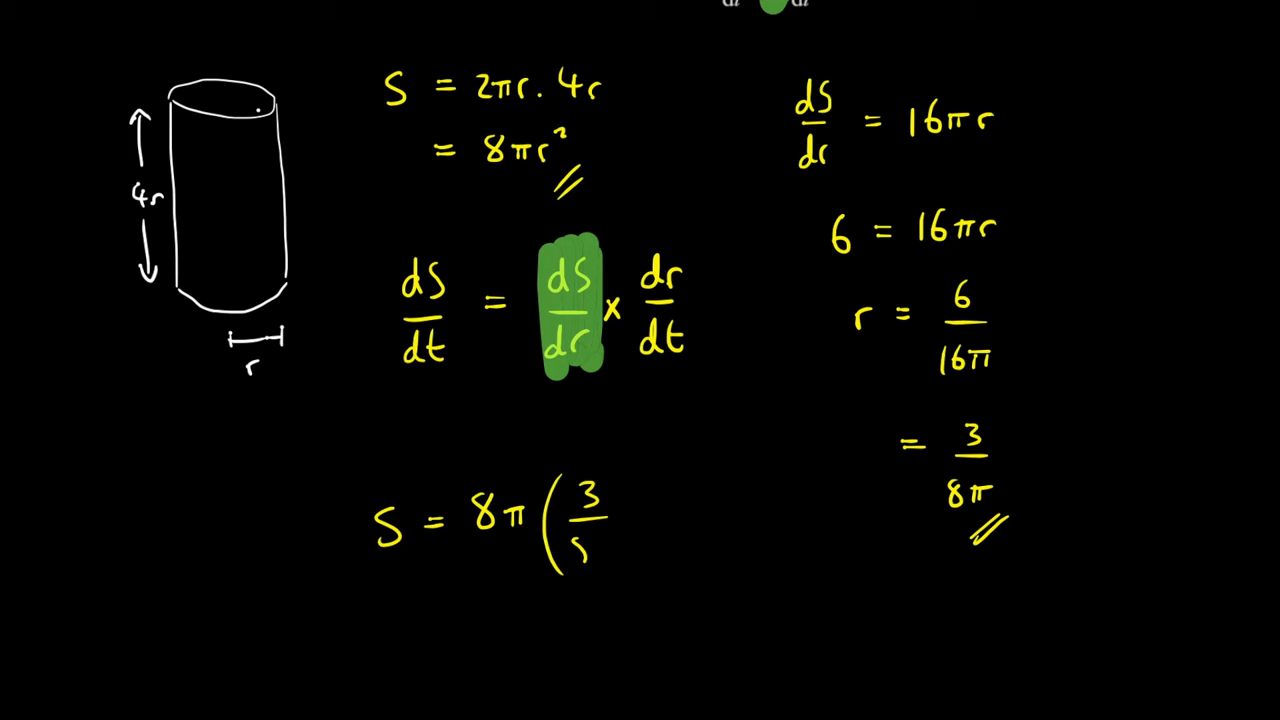 4r
r
S = 2πr. 4r
= 8πr²
dS/dt = dS/dr × dr/dt
S = 8π(3/
dS/dr = 16πr
6 = 16πr
r = 6/16π
= 3/8π